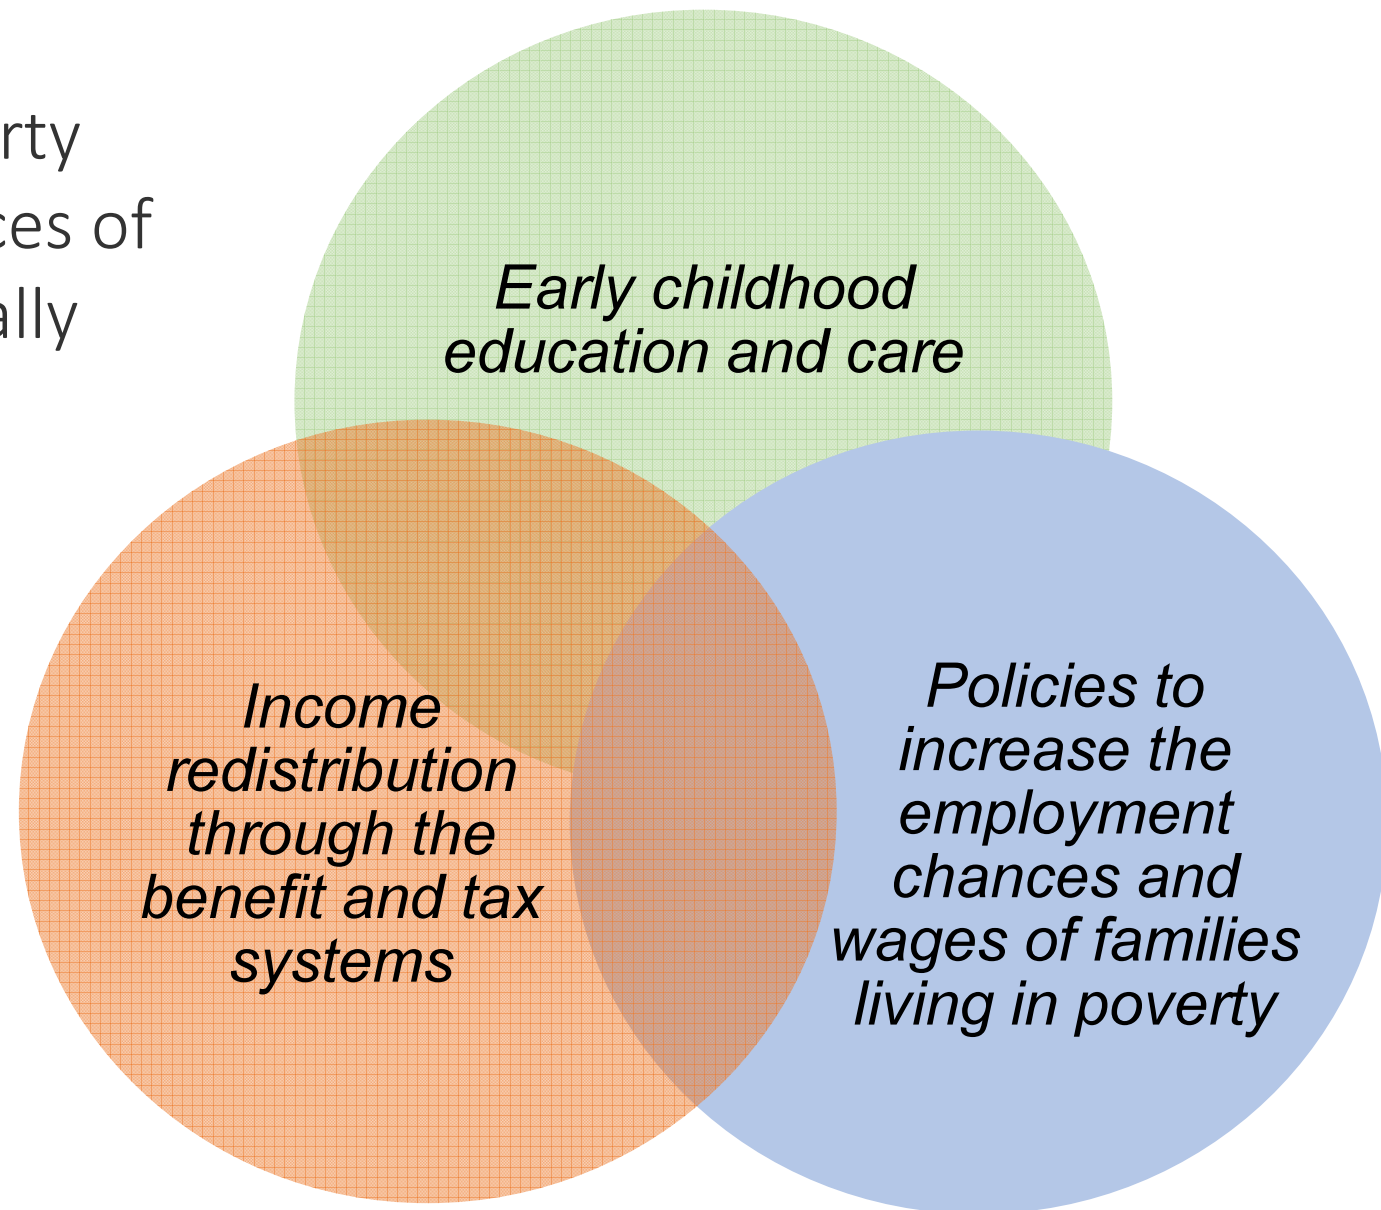 rty
ces of
ally
Early childhood
education and care
Income
redistribution
through the
benefit and tax
systems
Policies to
increase the
employment
chances and
wages of families
living in poverty